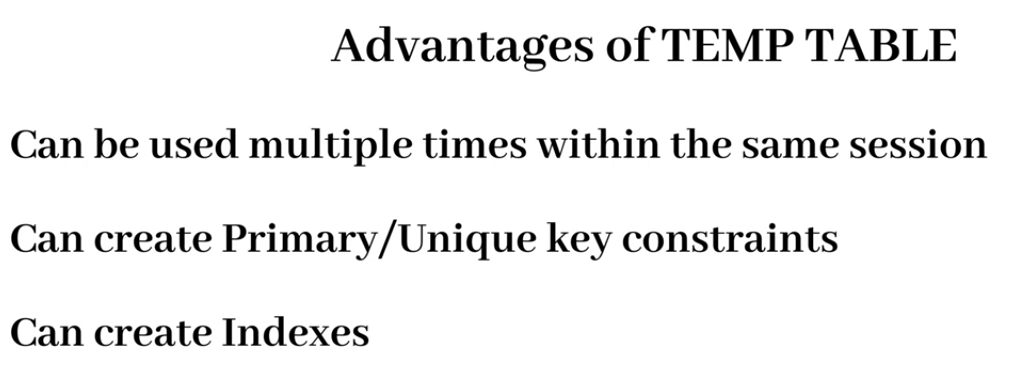 Advantages of TEMP TABLE
Can be used multiple times within the same session
Can create Primary/Unique key constraints
Can create Indexes